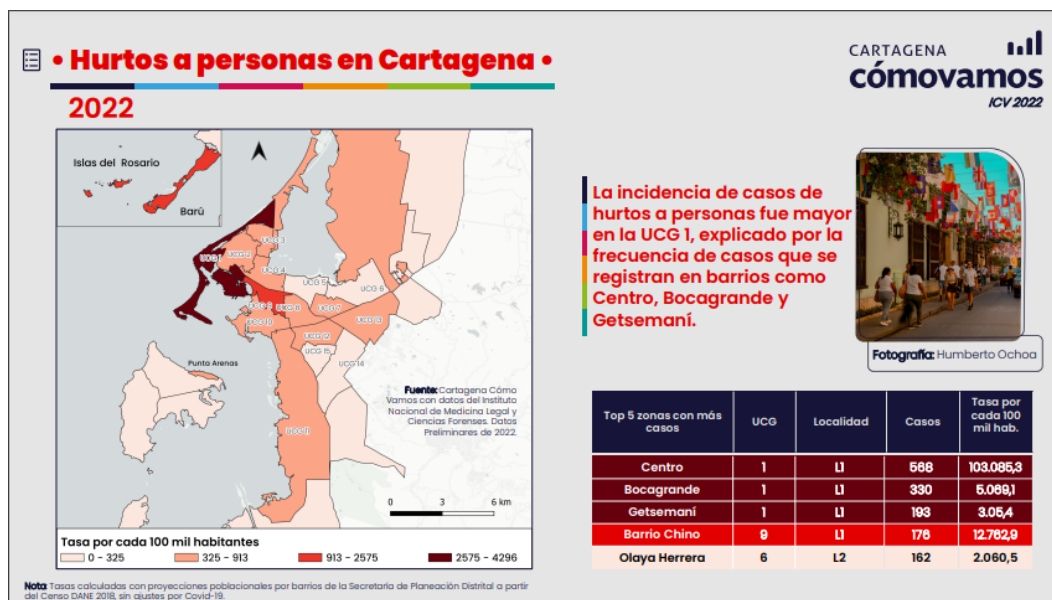 • Hurtos a personas en Cartagena •
2022
CARTAGENA
cómovamos
ICV 2022
Islas del Rosario
Barú
UCG 1
UCG 2
UCG 3
UCG 4
UCG 5
UCG 6
UCG 9
UCG 8
UCG 7
UCG 10
UCG 13
UCG 12
UCG 15
UCG 14
Punta Arenas
UCG 11
Fuente: Cartagena Cómo
Vamos con datos del Instituto
Nacional de Medicina Legal y
Ciencias Forenses. Datos
Preliminares de 2022.
0 3 6 km
Tasa por cada 100 mil habitantes
0 - 325 325 - 913 913 - 2575 2575 - 4296
Nota: Tasas calculadas con proyecciones poblacionales por barrios de la Secretaría de Planeación Distrital a partir
del Censo DANE 2018, sin ajustes por Covid-19.
La incidencia de casos de
hurtos a personas fue mayor
en la UCG 1, explicado por la
frecuencia de casos que se
registran en barrios como
Centro, Bocagrande y
Getsemaní.
Fotografía: Humberto Ochoa
Top 5 zonas con más casos UCG Localidad Casos Tasa por cada 100 mil hab.
Centro 1 L1 568 103.085,3
Bocagrande 1 L1 330 5.069,1
Getsemaní 1 L1 193 3.05,4
Barrio Chino 9 L1 176 12.762,9
Olaya Herrera 6 L2 162 2.060,5